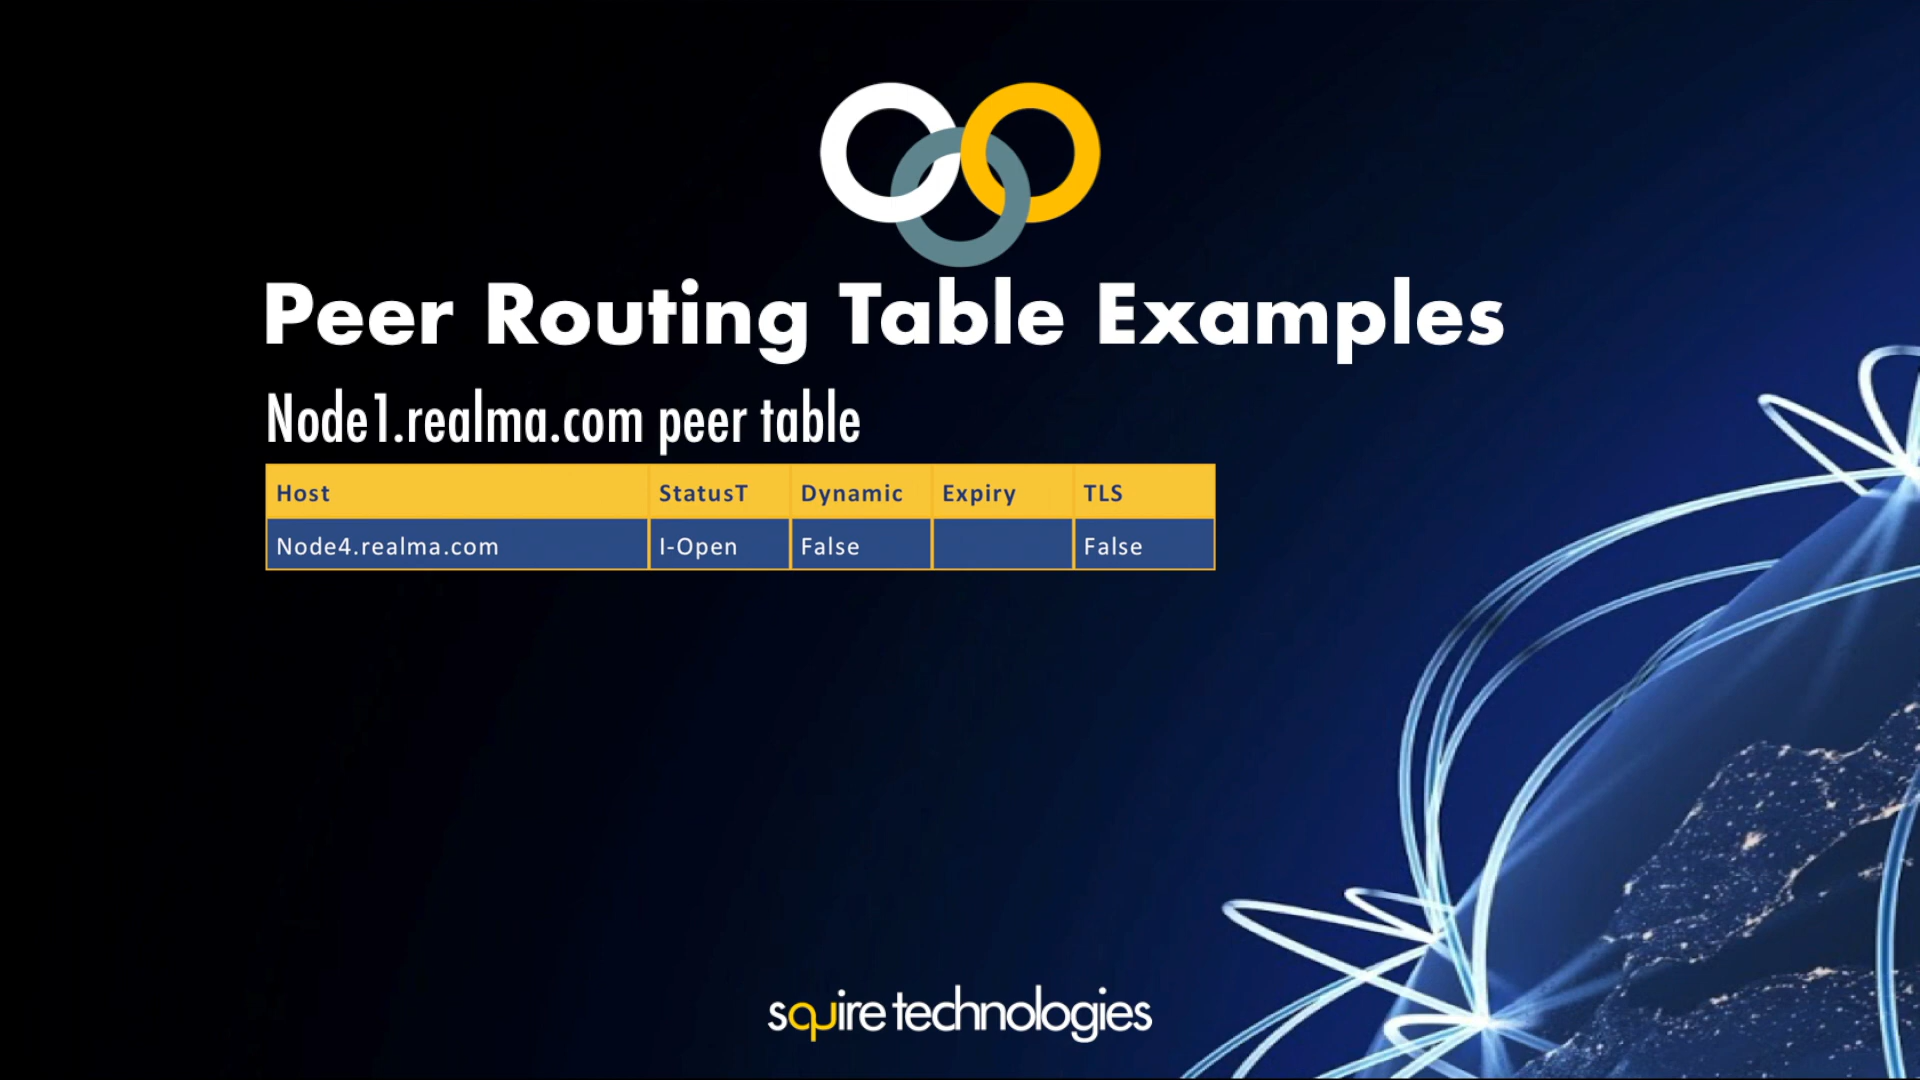 Peer Routing Table Examples
Node1.realma.com peer table
Host StatusT Dynamic Expiry TLS
Node4.realma.com I-Open False False
squire technologies